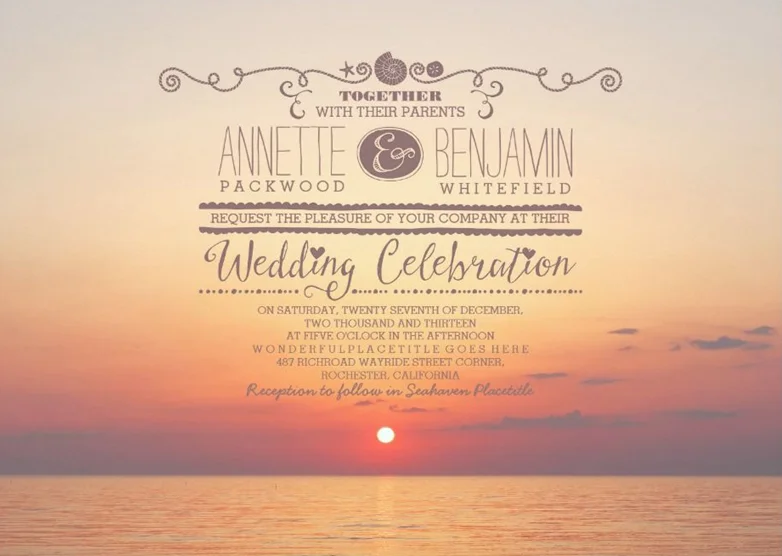 TOGETHER
WITH THEIR PARENTS
ANNETTE & BENJAMIN
PACKWOOD WHITEFIELD
REQUEST THE PLEASURE OF YOUR COMPANY AT THEIR
Wedding Celebration
ON SATURDAY, TWENTY SEVENTH OF DECEMBER,
TWO THOUSAND AND THIRTEEN
AT FIFVE O'CLOCK IN THE AFTERNOON
WONDERFULPLACETITLE GOES HERE
487 RICHROAD WAYRIDE STREET CORNER,
ROCHESTER, CALIFORNIA
Reception to follow in Seahaven Placetitle